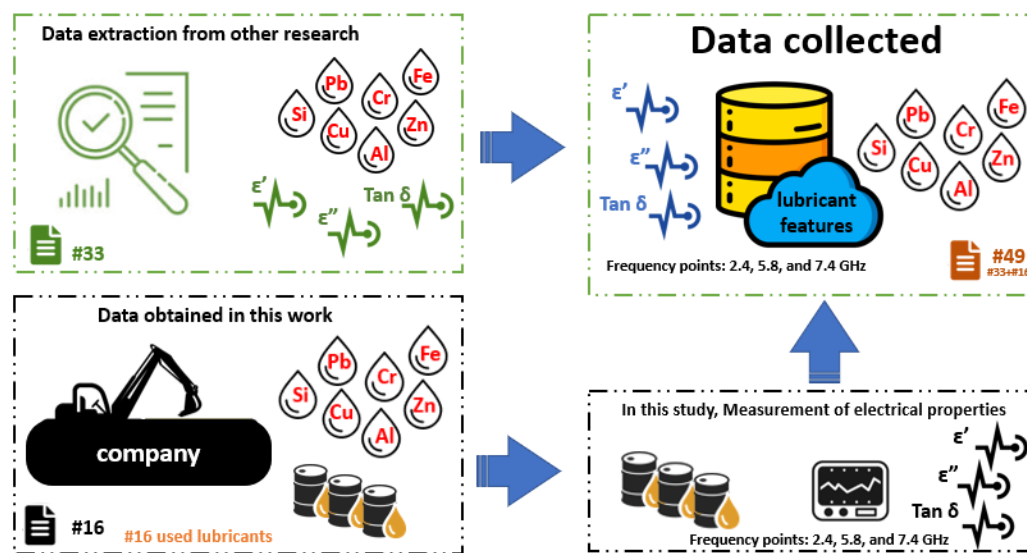 Data extraction from other research
Pb
Fe
Si
Cr
Cu
Zn
Al
ε'
ε"
Tan δ
#33
Data collected
ε'
ε"
Tan δ
lubricant
features
Pb
Fe
Si
Cr
Cu
Zn
Al
Frequency points: 2.4, 5.8, and 7.4 GHz
#49
#33+#16
Data obtained in this work
company
Pb
Fe
Si
Cr
Cu
Zn
Al
#16
#16 used lubricants
In this study, Measurement of electrical properties
ε'
ε"
Tan δ
Frequency points: 2.4, 5.8, and 7.4 GHz